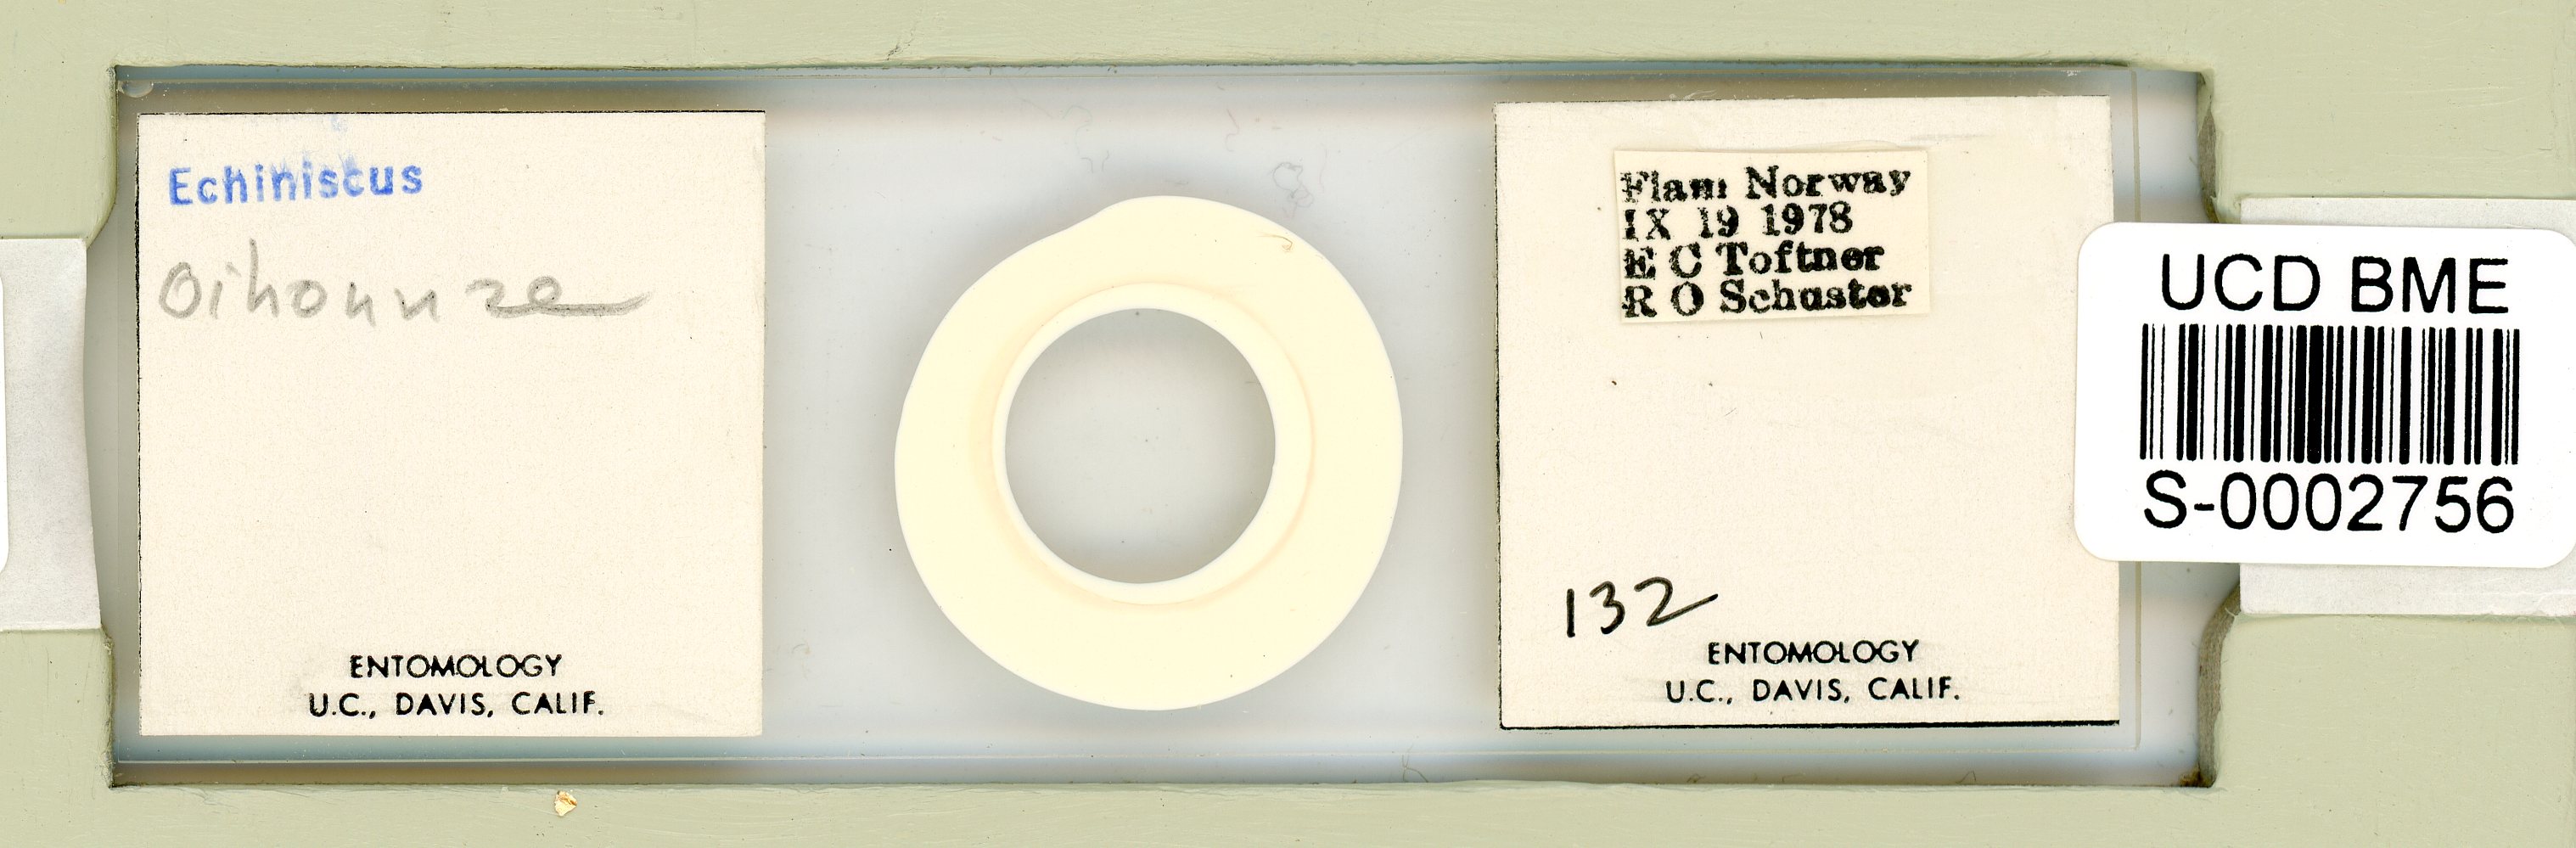 Echiniscus
Oihonnae
ENTOMOLOGY
U.C., DAVIS, CALIF.
Flam Norway
IX 19 1978
E C Toftner
R O Schuster
132
ENTOMOLOGY
U.C., DAVIS, CALIF.
UCD BME
S-0002756